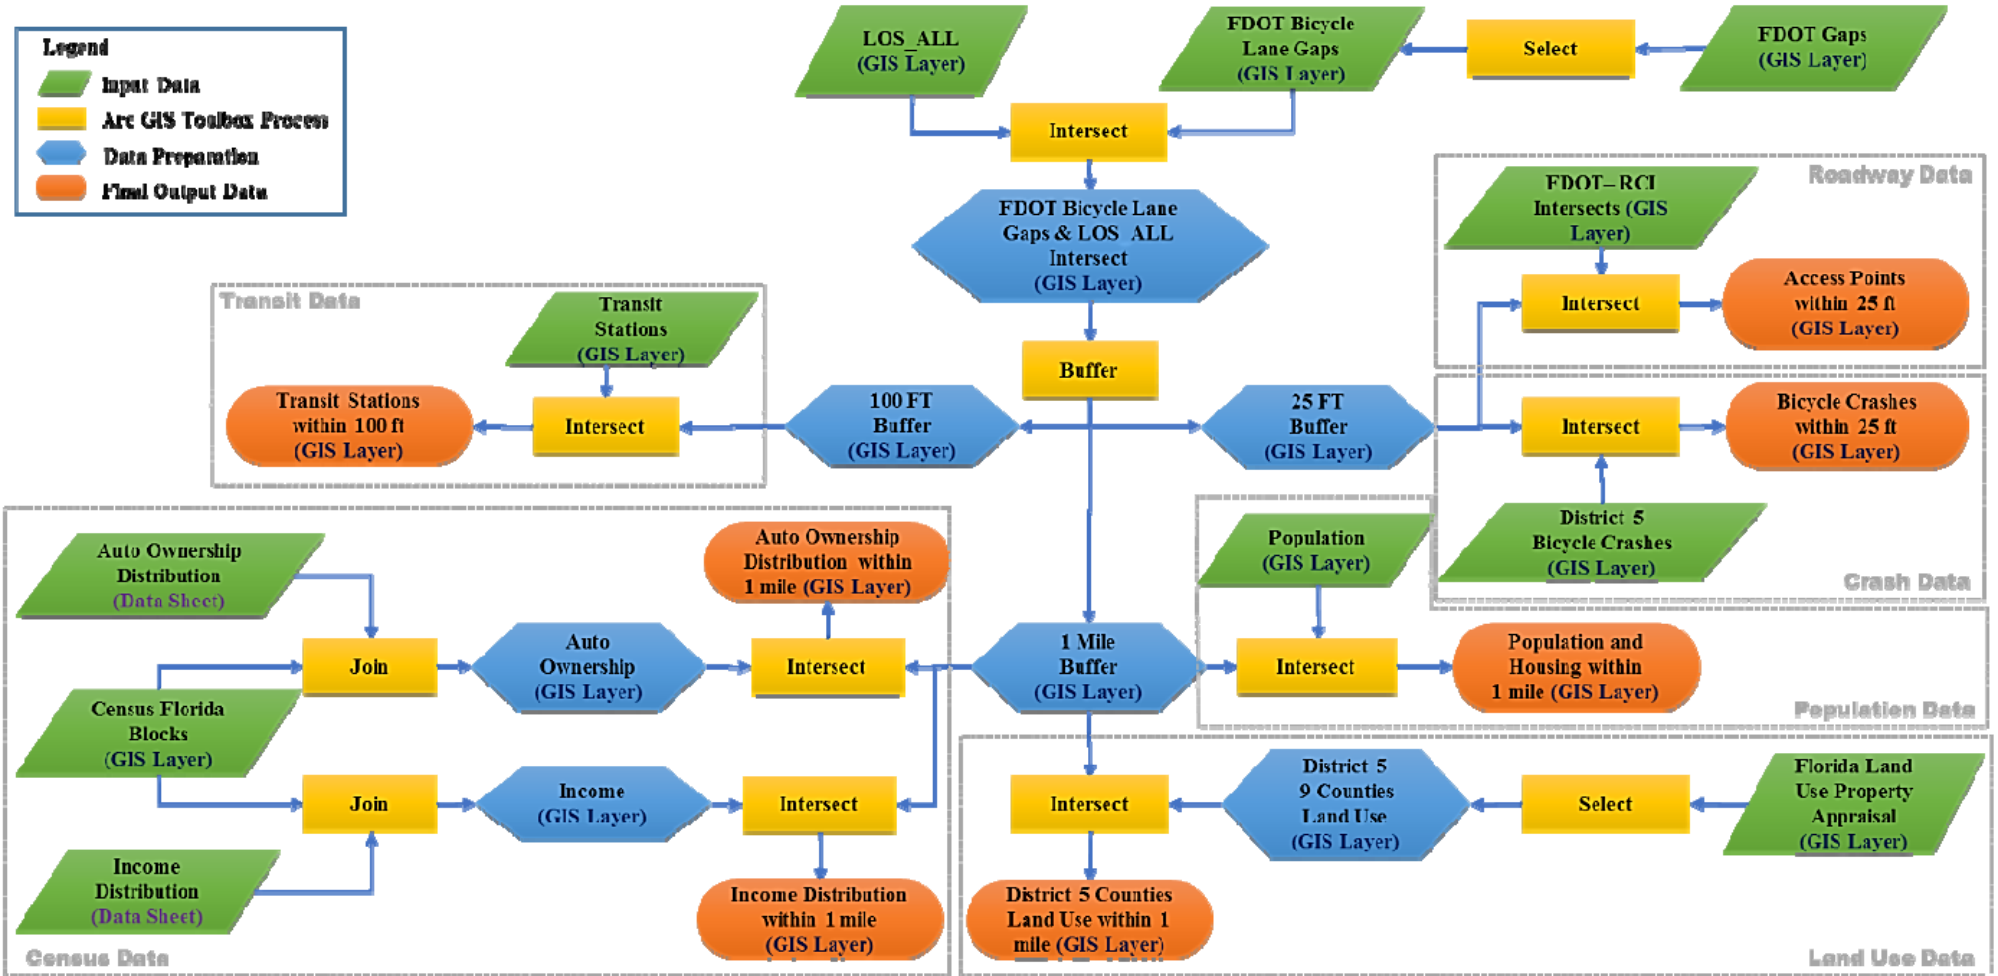 Legend
Input Data
Arc GIS Toolbox Process
Data Preparation
Final Output Data
LOS_ALL
(GIS Layer)
FDOT Bicycle
Lane Gaps
(GIS Layer)
Select
FDOT Gaps
(GIS Layer)
Intersect
FDOT Bicycle Lane
Gaps & LOS_ALL
Intersect
(GIS Layer)
Buffer
Roadway Data
FDOT–RCI
Intersects (GIS
Layer)
Intersect
Access Points
within 25 ft
(GIS Layer)
Transit Data
Transit
Stations
(GIS Layer)
Transit Stations
within 100 ft
(GIS Layer)
Intersect
100 FT
Buffer
(GIS Layer)
25 FT
Buffer
(GIS Layer)
Intersect
Bicycle Crashes
within 25 ft
(GIS Layer)
District 5
Bicycle Crashes
(GIS Layer)
Crash Data
Auto Ownership
Distribution
(Data Sheet)
Auto Ownership
Distribution within
1 mile (GIS Layer)
Population
(GIS Layer)
Join
Auto
Ownership
(GIS Layer)
Intersect
1 Mile
Buffer
(GIS Layer)
Intersect
Population and
Housing within
1 mile (GIS Layer)
Population Data
Census Florida
Blocks
(GIS Layer)
Join
Income
(GIS Layer)
Intersect
Intersect
District 5
9 Counties
Land Use
(GIS Layer)
Select
Florida Land
Use Property
Appraisal
(GIS Layer)
Income
Distribution
(Data Sheet)
Income Distribution
within 1 mile
(GIS Layer)
District 5 Counties
Land Use within 1
mile (GIS Layer)
Census Data
Land Use Data